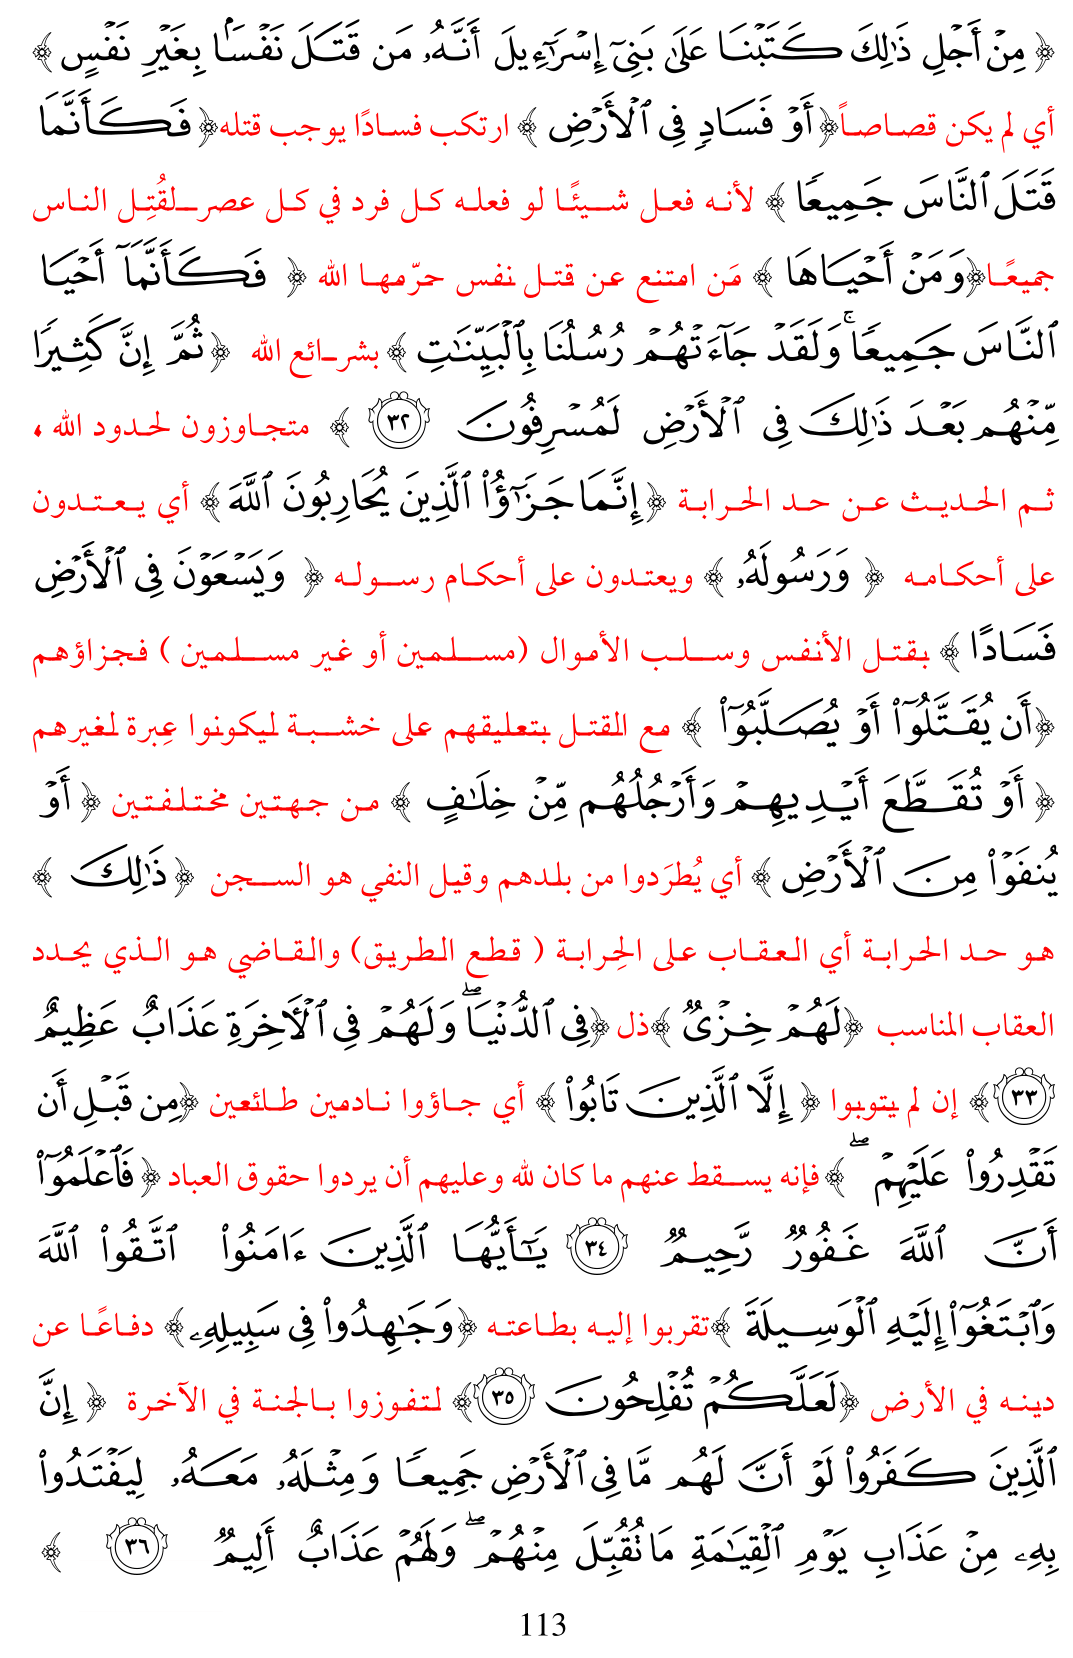 ﴿ مِنْ أَجْلِ ذَٰلِكَ كَتَبْنَا عَلَىٰ بَنِىٓ إِسْرَٰٓءِيلَ أَنَّهُۥ مَن قَتَلَ نَفْسًۢا بِغَيْرِ نَفْسٍ ﴾
أي لم يكن قصاصاً﴿ أَوْ فَسَادٍ فِى ٱلْأَرْضِ ﴾ ارتكب فسادًا يوجب قتله﴿ فَكَأَنَّمَا
قَتَلَ ٱلنَّاسَ جَمِيعًا ﴾ لأنه فعل شيئًا لو فعله كل فرد في كل عصر لقُتِل الناس
جميعًا﴿وَمَنْ أَحْيَاهَا ﴾ مَن امتنع عن قتل نفس حرّمها الله ﴿ فَكَأَنَّمَآ أَحْيَا
ٱلنَّاسَ جَمِيعًا ۚ وَلَقَدْ جَآءَتْهُمْ رُسُلُنَا بِٱلْبَيِّنَٰتِ ﴾ بشرائع الله ﴿ ثُمَّ إِنَّ كَثِيرًا
مِّنْهُم بَعْدَ ذَٰلِكَ فِى ٱلْأَرْضِ لَمُسْرِفُونَ ٣٢ ﴾ متجاوزون لحدود الله ،
ثم الحديث عن حد الحرابة ﴿ إِنَّمَا جَزَٰٓؤُا۟ ٱلَّذِينَ يُحَارِبُونَ ٱللَّهَ ﴾ أي يعتدون
على أحكامه ﴿ وَرَسُولَهُۥ ﴾ ويعتدون على أحكام رسوله ﴿ وَيَسْعَوْنَ فِى ٱلْأَرْضِ
فَسَادًا ﴾ بقتل الأنفس وسلب الأموال (مسلمين أو غير مسلمين ) فجزاؤهم
﴿أَن يُقَتَّلُوٓا۟ أَوْ يُصَلَّبُوٓا۟ ﴾ مع القتل بتعليقهم على خشبة ليكونوا عِبرة لغيرهم
﴿ أَوْ تُقَطَّعَ أَيْدِيهِمْ وَأَرْجُلُهُم مِّنْ خِلَٰفٍ ﴾ من جهتين مختلفتين ﴿ أَوْ
يُنفَوْا۟ مِنَ ٱلْأَرْضِ ﴾ أي يُطرَدوا من بلدهم وقيل النفي هو السجن ﴿ ذَٰلِكَ ﴾
هو حد الحرابة أي العقاب على الحِرابة ( قطع الطريق) والقاضي هو الذي يحدد
العقاب المناسب ﴿ لَهُمْ خِزْىٌ ﴾ ذل ﴿ فِى ٱلدُّنْيَا ۖ وَلَهُمْ فِى ٱلْءَاخِرَةِ عَذَابٌ عَظِيمٌ
٣٣ ﴾ إن لم يتوبوا ﴿ إِلَّا ٱلَّذِينَ تَابُوا۟ ﴾ أي جاؤوا نادمين طائعين ﴿مِن قَبْلِ أَن
تَقْدِرُوا۟ عَلَيْهِمْ ۖ ﴾ فإنه يسقط عنهم ما كان لله وعليهم أن يردوا حقوق العباد ﴿ فَٱعْلَمُوٓا۟
أَنَّ ٱللَّهَ غَفُورٌ رَّحِيمٌ ٣٤ يَٰٓأَيُّهَا ٱلَّذِينَ ءَامَنُوا۟ ٱتَّقُوا۟ ٱللَّهَ
وَٱبْتَغُوٓا۟ إِلَيْهِ ٱلْوَسِيلَةَ ﴾تقربوا إليه بطاعته ﴿وَجَٰهِدُوا۟ فِى سَبِيلِهِۦ ﴾ دفاعًا عن
دينه في الأرض ﴿لَعَلَّكُمْ تُفْلِحُونَ ٣٥ ﴾ لتفوزوا بالجنة في الآخرة ﴿ إِنَّ
ٱلَّذِينَ كَفَرُوا۟ لَوْ أَنَّ لَهُم مَّا فِى ٱلْأَرْضِ جَمِيعًا وَمِثْلَهُۥ مَعَهُۥ لِيَفْتَدُوا۟
بِهِۦ مِنْ عَذَابِ يَوْمِ ٱلْقِيَٰمَةِ مَا تُقُبِّلَ مِنْهُمْ ۖ وَلَهُمْ عَذَابٌ أَلِيمٌ ٣٦ ﴾
113